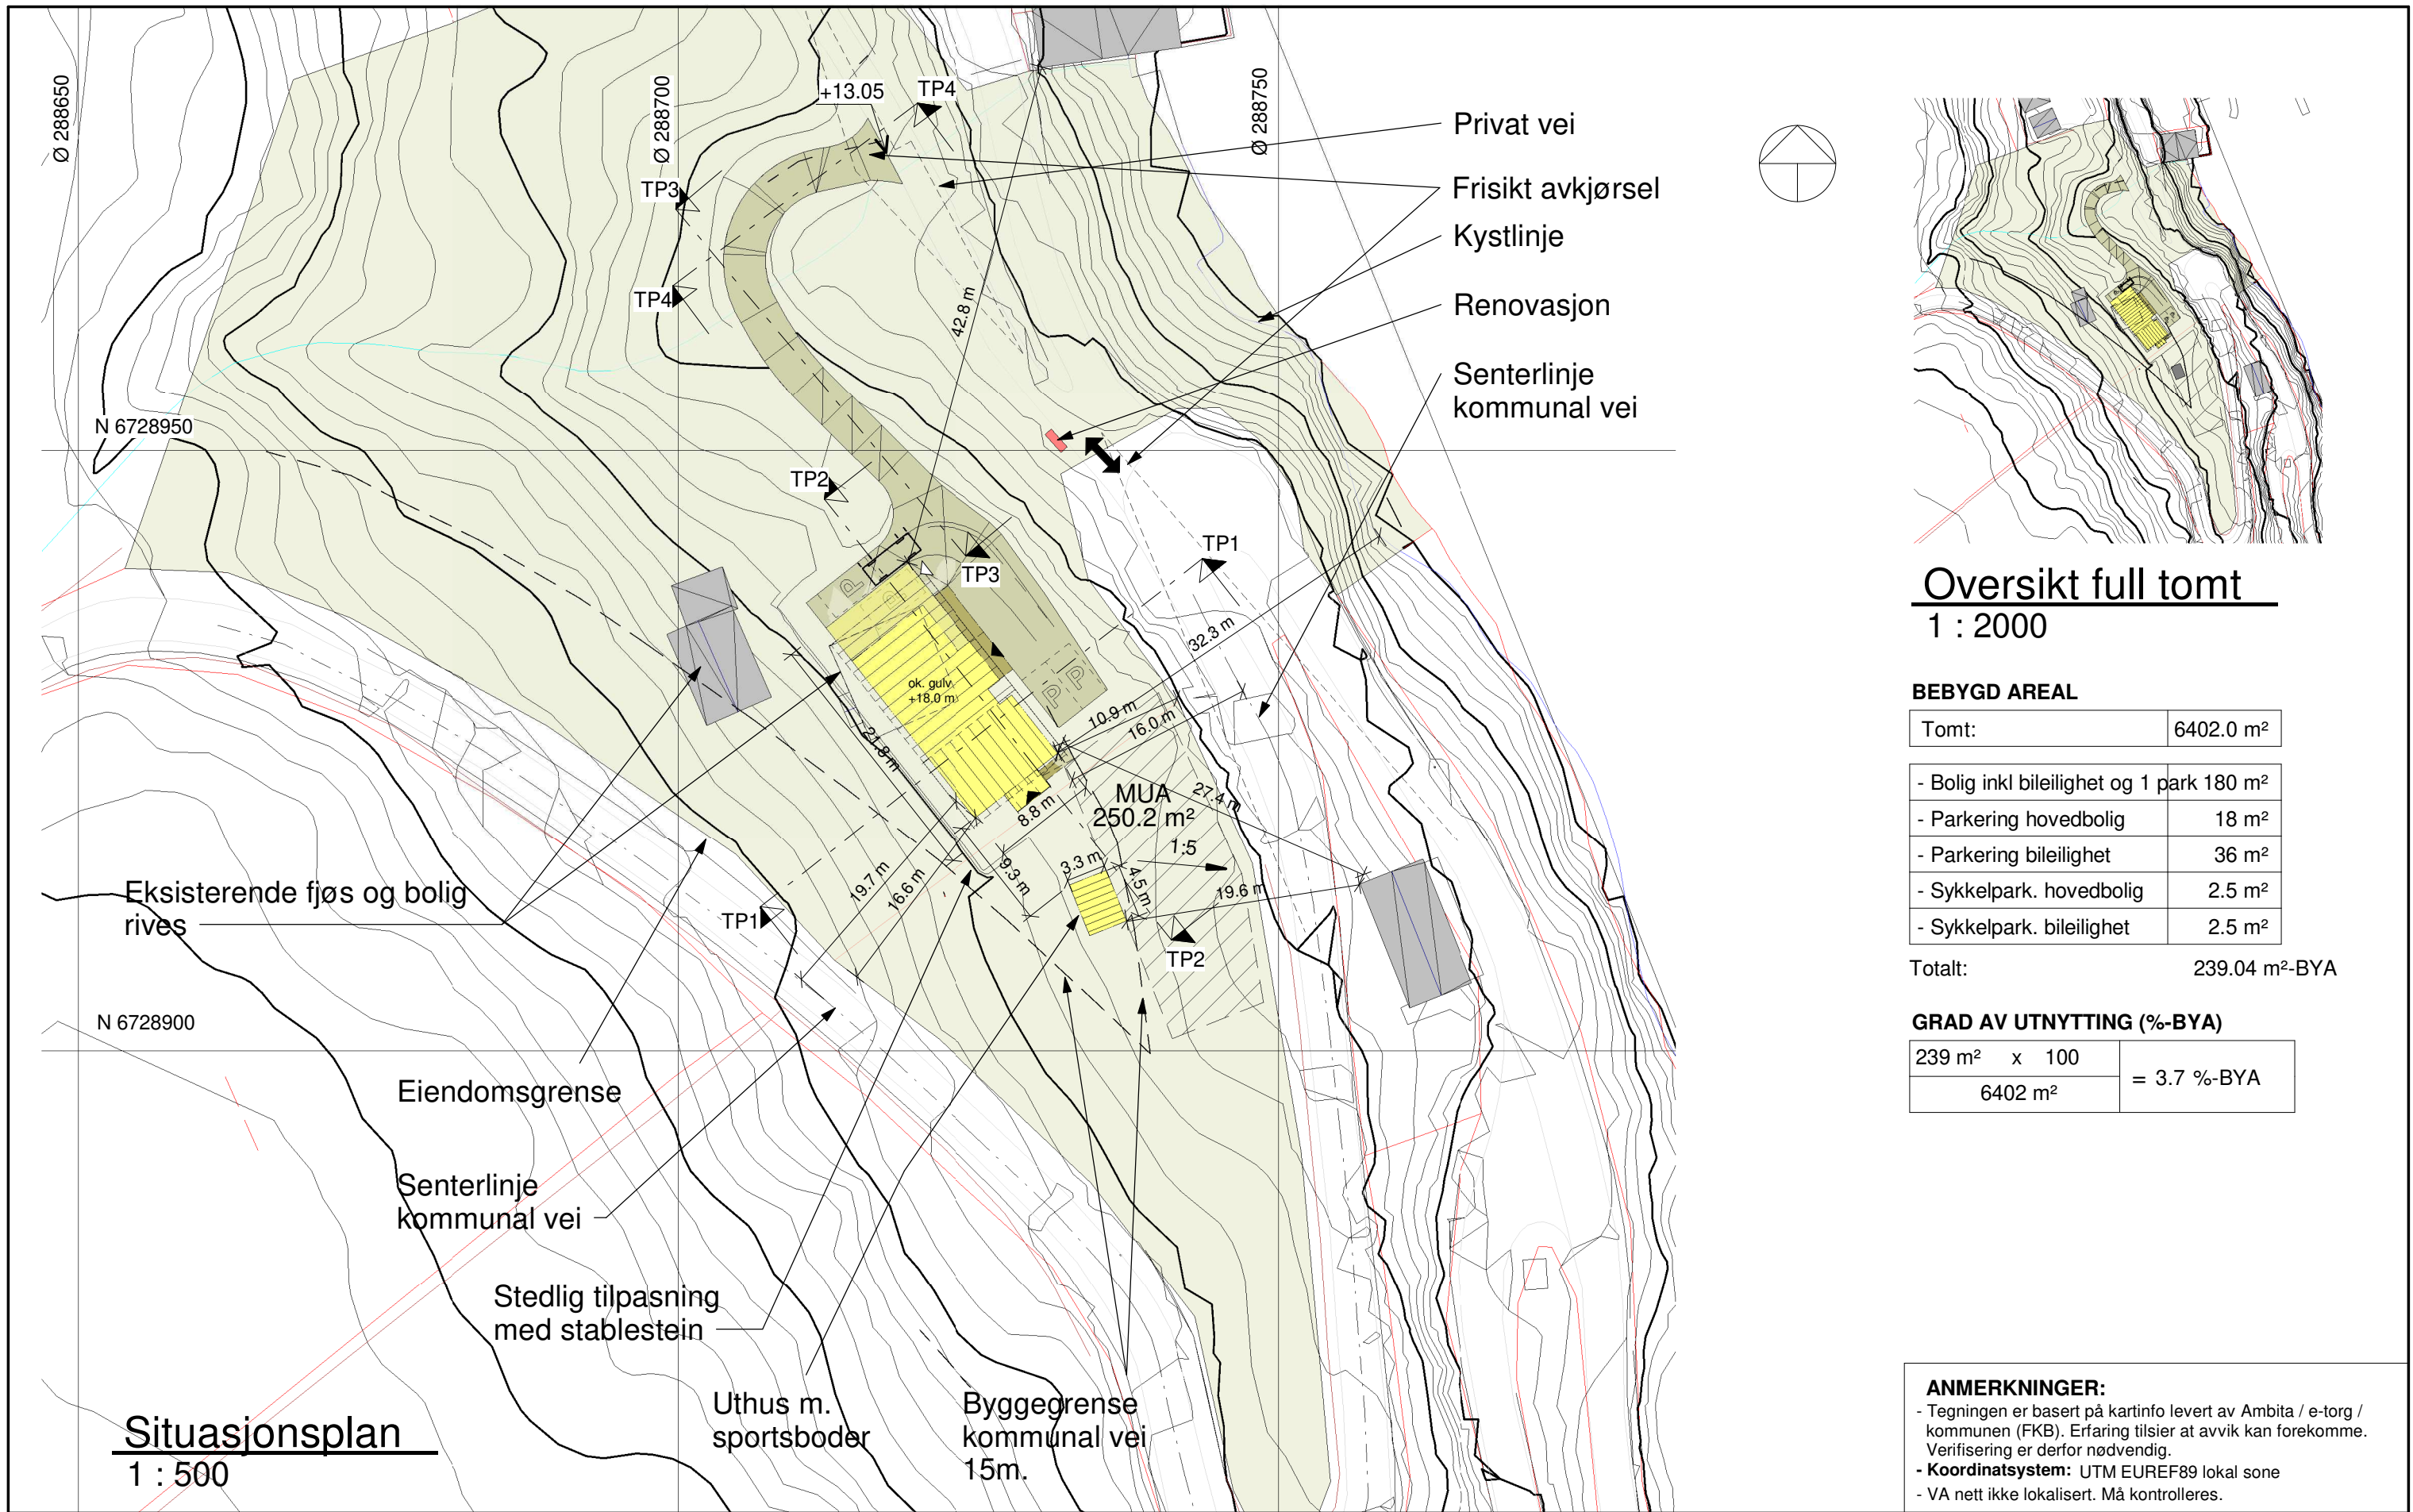 Ø 288650
Ø 288700
Ø 288750
+13.05
TP4
TP3
TP4
TP2
TP3
TP1
TP1
TP2
N 6728950
N 6728900
42.8 m
32.3 m
10.9 m
16.0 m
27.4 m
21.8 m
8.8 m
19.7 m
16.6 m
9.3 m
3.3 m
4.5 m
19.6 m
1:5
P
P
P P
ok. gulv
+18.0 m
MUA
250.2 m²
Privat vei
Frisikt avkjørsel
Kystlinje
Renovasjon
Senterlinje
kommunal vei
Eksisterende fjøs og bolig
rives
Eiendomsgrense
Senterlinje
kommunal vei
Stedlig tilpasning
med stablestein
Uthus m.
sportsboder
Byggegrense
kommunal vei
15m.
Situasjonsplan
1 : 500
Oversikt full tomt
1 : 2000
BEBYGD AREAL
Tomt: 6402.0 m²
- Bolig inkl bileilighet og 1 park 180 m²
- Parkering hovedbolig 18 m²
- Parkering bileilighet 36 m²
- Sykkelpark. hovedbolig 2.5 m²
- Sykkelpark. bileilighet 2.5 m²
Totalt: 239.04 m²-BYA
GRAD AV UTNYTTING (%-BYA)
239 m² x 100
6402 m²
= 3.7 %-BYA
ANMERKNINGER:
- Tegningen er basert på kartinfo levert av Ambita / e-torg /
kommunen (FKB). Erfaring tilsier at avvik kan forekomme.
Verifisering er derfor nødvendig.
- Koordinatsystem: UTM EUREF89 lokal sone
- VA nett ikke lokalisert. Må kontrolleres.